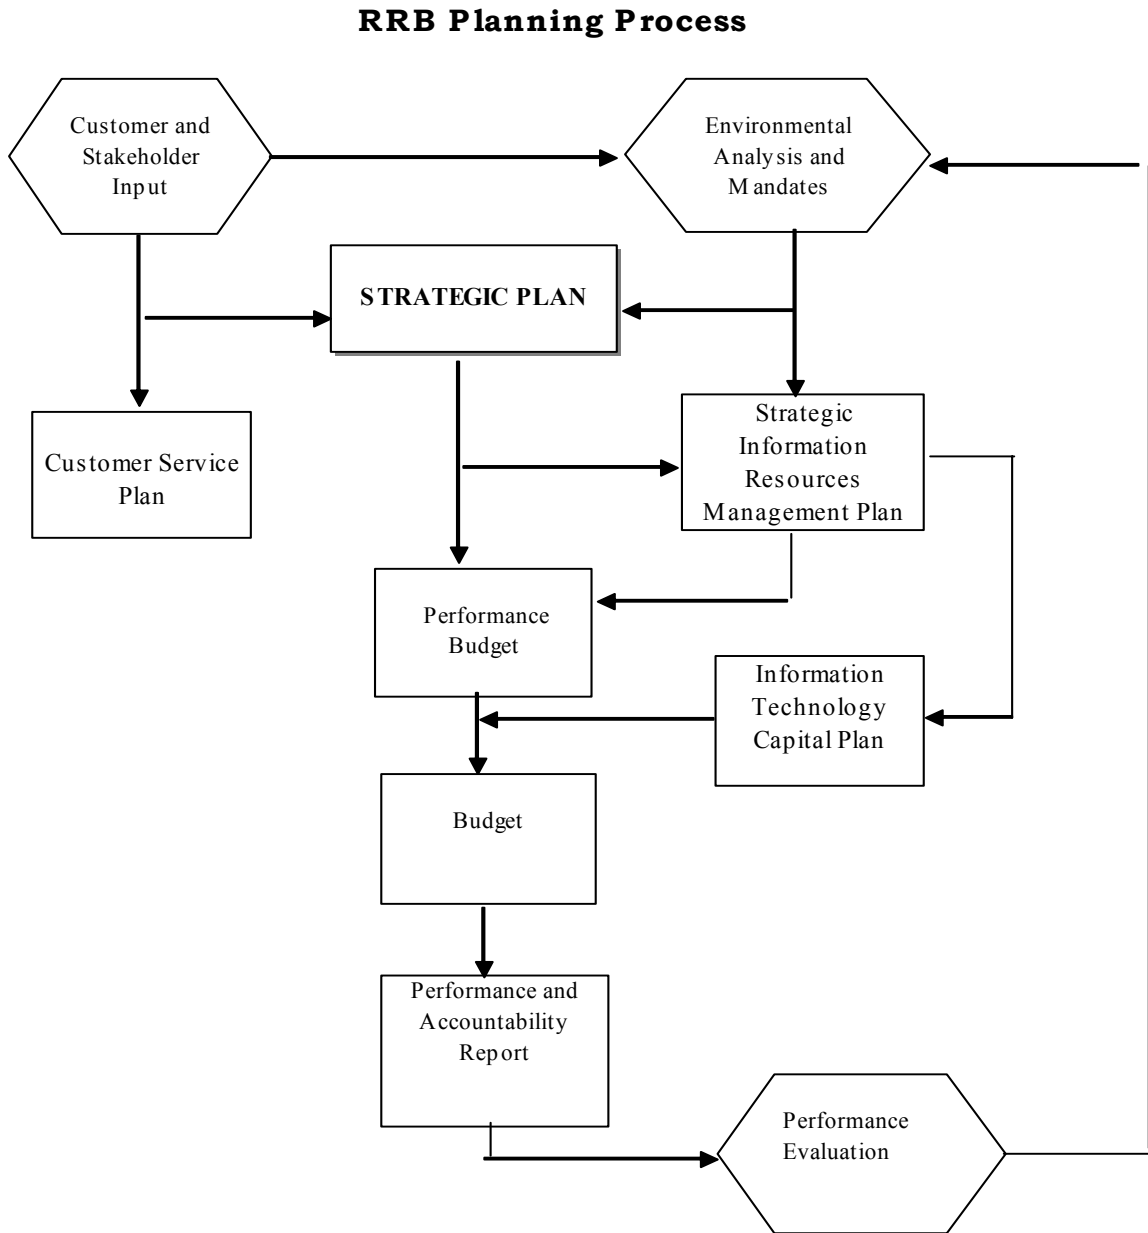 RRB Planning Process
Customer and
Stakeholder
Input
Environmental
Analysis and
Mandates
STRATEGIC PLAN
Customer Service
Plan
Strategic
Information
Resources
Management Plan
Performance
Budget
Information
Technology
Capital Plan
Budget
Performance and
Accountability
Report
Performance
Evaluation